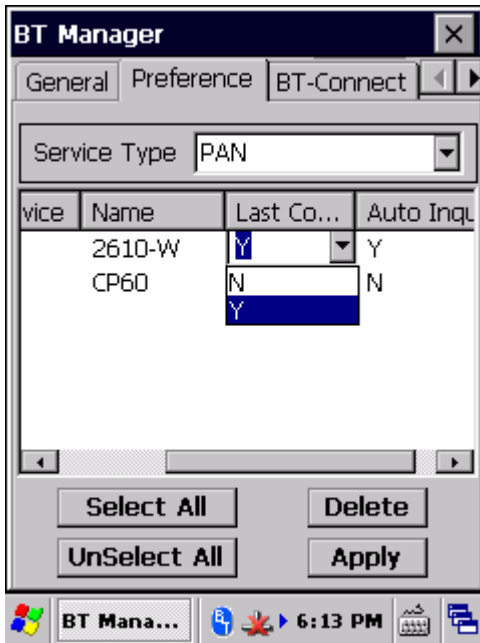 BT Manager
General Preference BT-Connect
Service Type PAN
vice Name Last Co... Auto Inqu
2610-W Y Y
CP60 N N
Y
Select All Delete
UnSelect All Apply
BT Mana... 6:13 PM